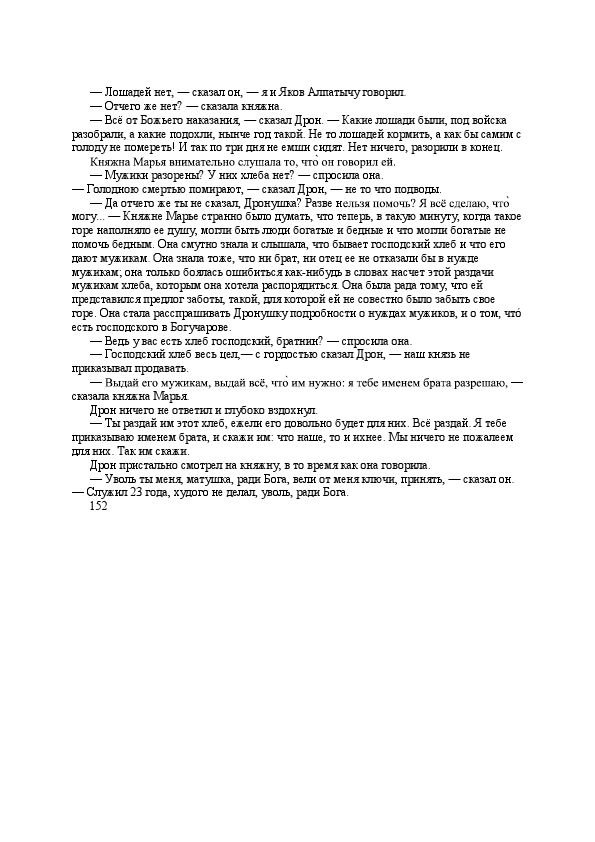 — Лошадей нет, — сказал он, — я и Яков Алпатычу говорил.
— Отчего же нет? — сказала княжна.
— Всё от Божьего наказания, — сказал Дрон. — Какие лошади были, под войска
разобрали, а какие подохли, нынче год такой. Не то лошадей кормить, а как бы самим с
голоду не помереть! И так по три дня не емши сидят. Нет ничего, разорили в конец.
Княжна Марья внимательно слушала то, что̀ он говорил ей.
— Мужики разорены? У них хлеба нет? — спросила она.
— Голодною смертью помирают, — сказал Дрон, — не то что подводы.
— Да отчего же ты не сказал, Дронушка? Разве нельзя помочь? Я всё сделаю, что̀
могу... — Княжне Марье странно было думать, что теперь, в такую минуту, когда такое
горе наполняло ее душу, могли быть люди богатые и бедные и что могли богатые не
помочь бедным. Она смутно знала и слышала, что бывает господский хлеб и что его
дают мужикам. Она знала тоже, что ни брат, ни отец ее не отказали бы в нужде
мужикам; она только боялась ошибиться как-нибудь в словах насчет этой раздачи
мужикам хлеба, которым она хотела распорядиться. Она была рада тому, что ей
представился предлог заботы, такой, для которой ей не совестно было забыть свое
горе. Она стала расспрашивать Дронушку подробности о нуждах мужиков, и о том, что́
есть господского в Богучарове.
— Ведь у вас есть хлеб господский, братнин? — спросила она.
— Господский хлеб весь цел,— с гордостью сказал Дрон, — наш князь не
приказывал продавать.
— Выдай его мужикам, выдай всё, что̀ им нужно: я тебе именем брата разрешаю, —
сказала княжна Марья.
Дрон ничего не ответил и глубоко вздохнул.
— Ты раздай им этот хлеб, ежели его довольно будет для них. Всё раздай. Я тебе
приказываю именем брата, и скажи им: что наше, то и ихнее. Мы ничего не пожалеем
для них. Так им скажи.
Дрон пристально смотрел на княжну, в то время как она говорила.
— Уволь ты меня, матушка, ради Бога, вели от меня ключи, принять, — сказал он.
— Служил 23 года, худого не делал, уволь, ради Бога.
152